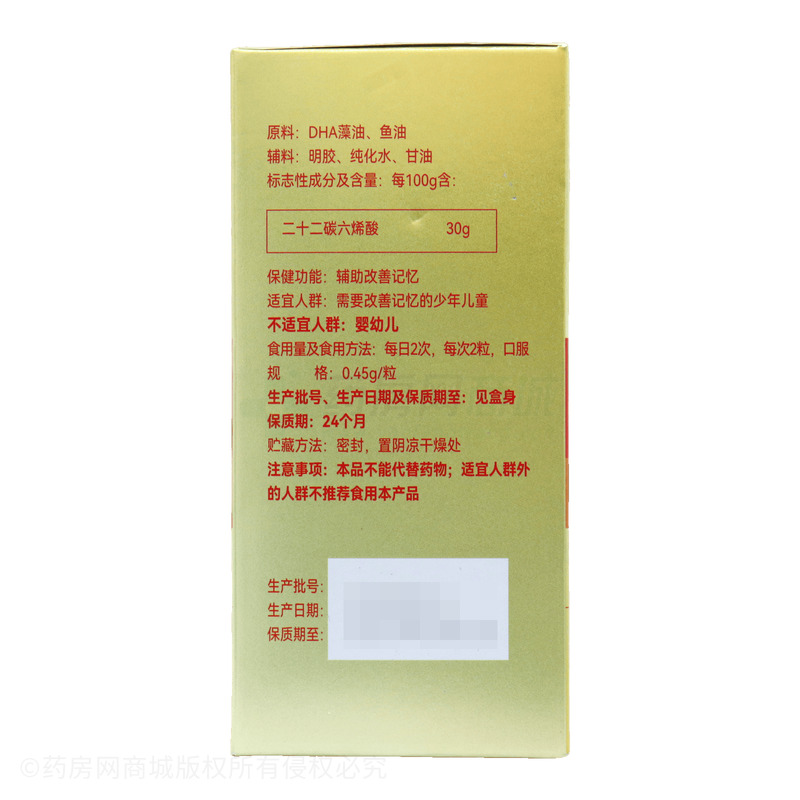 原料：DHA藻油、鱼油
辅料：明胶、纯化水、甘油
标志性成分及含量：每100g含：
二十二碳六烯酸 30g
保健功能：辅助改善记忆
适宜人群：需要改善记忆的少年儿童
不适宜人群：婴幼儿
食用量及食用方法：每日2次，每次2粒，口服
规 格：0.45g/粒
生产批号、生产日期及保质期至：见盒身
保质期：24个月
贮藏方法：密封，置阴凉干燥处
注意事项：本品不能代替药物；适宜人群外
的人群不推荐食用本产品
生产批号：
生产日期：
保质期至：
©药房网商城版权所有侵权必究